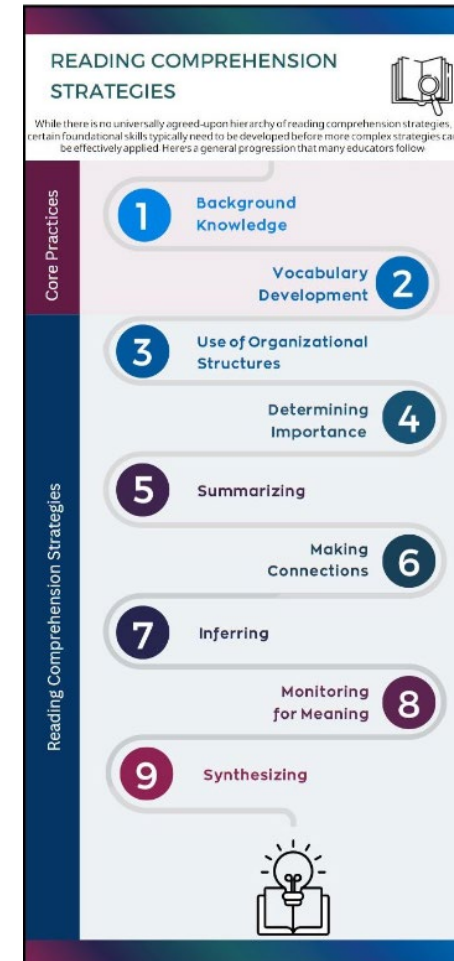 READING COMPREHENSION
STRATEGIES
While there is no universally agreed-upon hierarchy of reading comprehension strategies,
certain foundational skills typically need to be developed before more complex strategies ca
be effectively applied. Here's a general progression that many educators follow
Core Practices
1
Background
Knowledge
Vocabulary
Development
2
Reading Comprehension Strategies
3
Use of Organizational
Structures
Determining
Importance
4
5
Summarizing
Making
Connections
6
7
Inferring
Monitoring
for Meaning
8
9
Synthesizing